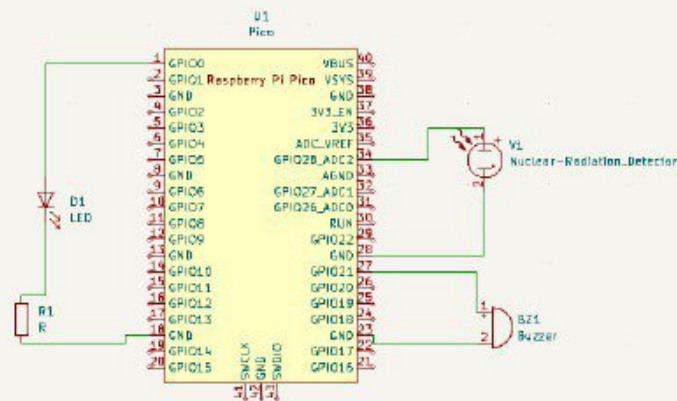 U1
Pico
Raspberry Pi Pico
1 GPIO0 VBUS 40
2 GPIO1 VSYS 39
3 GND GND 38
4 GPIO2 3V3_EN 37
5 GPIO3 3V3 36
6 GPIO4 ADC_VREF 35
7 GPIO5 GPIO28_ADC2 34
8 GND AGND 33
9 GPIO6 GPIO27_ADC1 32
10 GPIO7 GPIO26_ADC0 31
11 GPIO8 RUN 30
12 GPIO9 GPIO22 29
13 GND GND 28
14 GPIO10 GPIO21 27
15 GPIO11 GPIO20 26
16 GPIO12 GPIO19 25
17 GPIO13 GPIO18 24
18 GND GND 23
19 GPIO14 GPIO17 22
20 GPIO15 GPIO16 21
SWCLK GND SWDIO
41 42 43
D1
LED
R1
R
1
V1
Nuclear-Radiation_Detector
2
1
+
2
BZ1
Buzzer